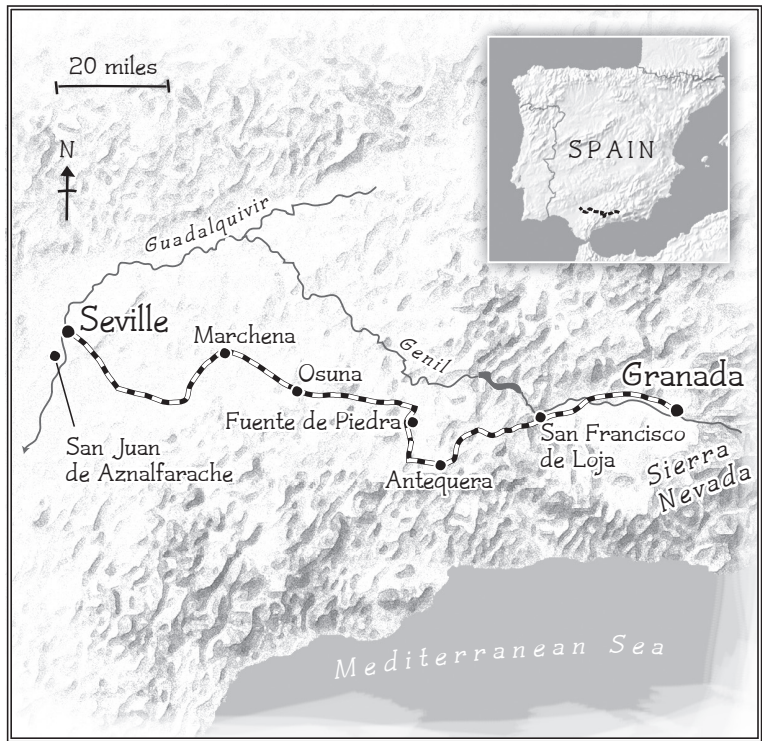 20 miles
N
SPAIN
Guadalquivir
Seville
Marchena
Genil
Osuna
Granada
Fuente de Piedra
San Francisco
de Loja
San Juan
de Aznalfarache
Antequera
Sierra
Nevada
Mediterranean Sea